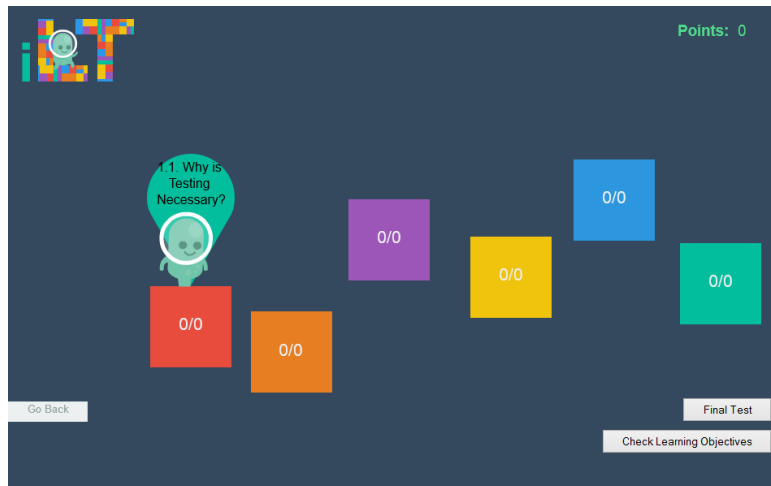 iLCT
Points: 0
1.1. Why is
Testing
Necessary?
0/0
0/0
0/0
0/0
0/0
0/0
Go Back
Final Test
Check Learning Objectives